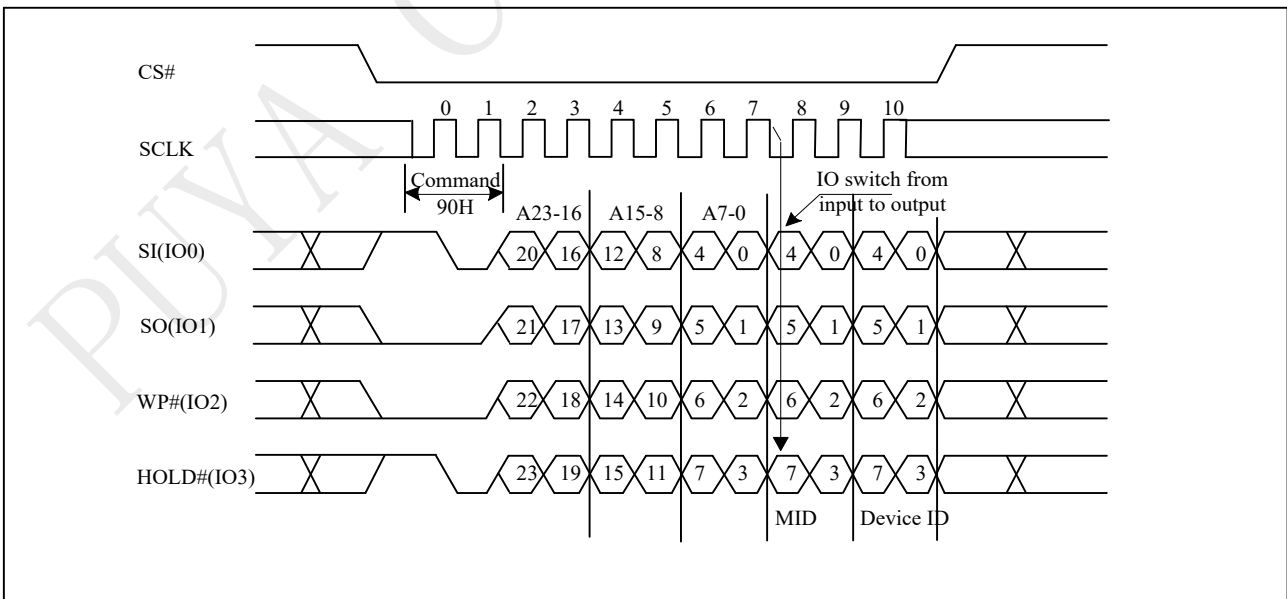 CS#
0 1 2 3 4 5 6 7 8 9 10
SCLK
Command
90H
IO switch from
input to output
A23-16 A15-8 A7-0
SI(IO0) 20 16 12 8 4 0 4 0 4 0
SO(IO1) 21 17 13 9 5 1 5 1 5 1
WP#(IO2) 22 18 14 10 6 2 6 2 6 2
HOLD#(IO3) 23 19 15 11 7 3 7 3 7 3
MID Device ID
PUYA